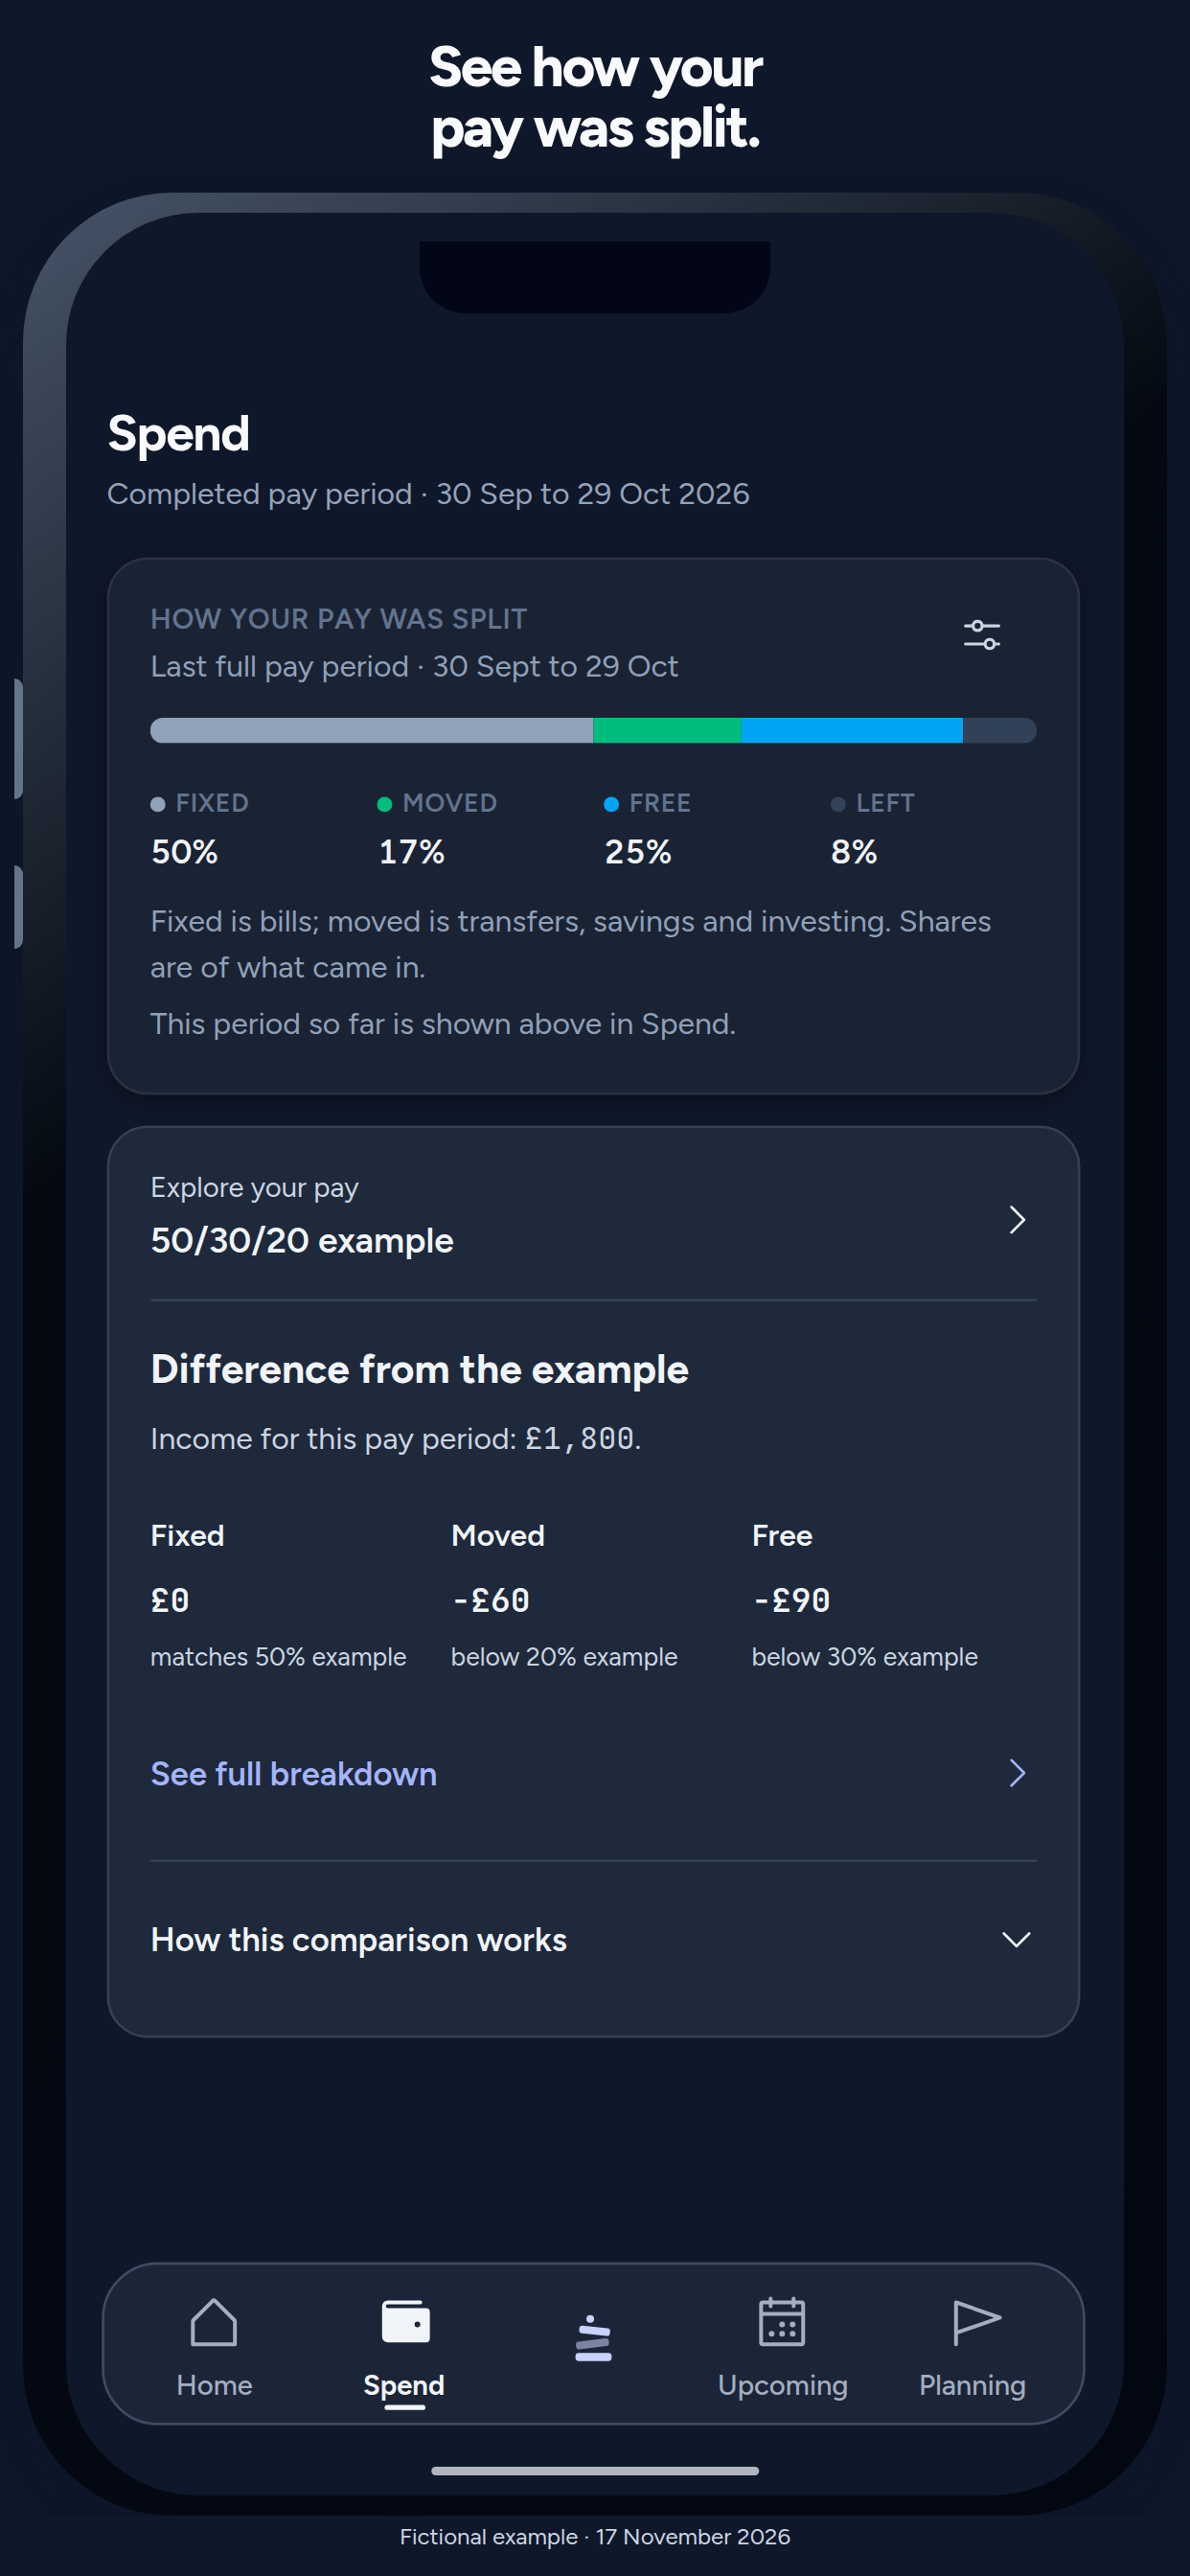 See how your
pay was split.
Spend
Completed pay period · 30 Sep to 29 Oct 2026
HOW YOUR PAY WAS SPLIT
Last full pay period · 30 Sept to 29 Oct
FIXED MOVED FREE LEFT
50% 17% 25% 8%
Fixed is bills; moved is transfers, savings and investing. Shares
are of what came in.
This period so far is shown above in Spend.
Explore your pay
50/30/20 example
Difference from the example
Income for this pay period: £1,800.
Fixed Moved Free
£0 -£60 -£90
matches 50% example below 20% example below 30% example
See full breakdown
How this comparison works
Home Spend Upcoming Planning
Fictional example · 17 November 2026